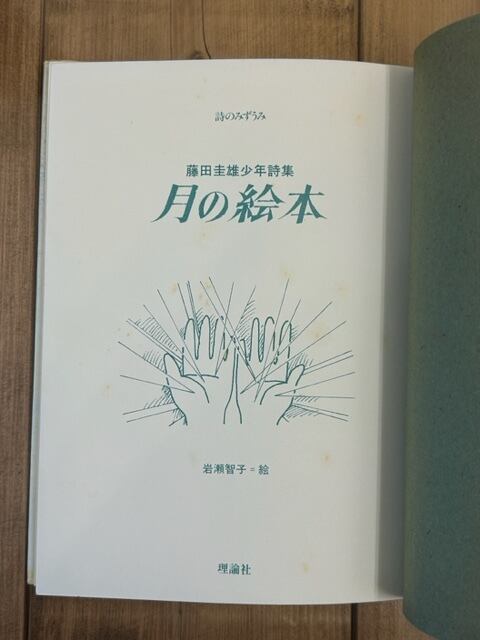 詩のみずうみ
藤田圭雄少年詩集
月の絵本
岩瀬智子=絵
理論社